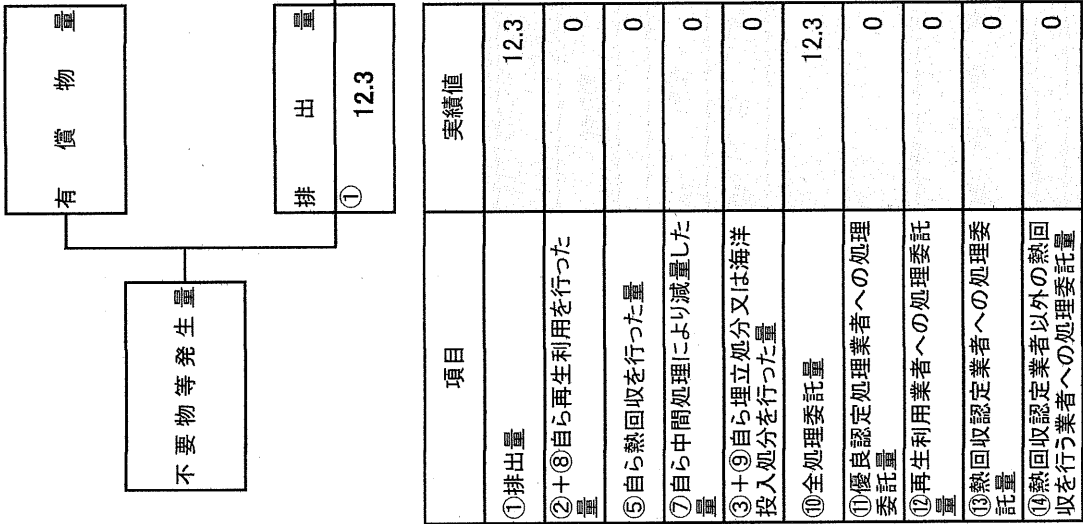 有償物量
不要物等発生量
排出量
①
12.3
項目 実績値
①排出量 12.3
②+⑧自ら再生利用を行った
量 0
⑤自ら熱回収を行った量 0
⑦自ら中間処理により減量した
量 0
③+⑨自ら埋立処分又は海洋
投入処分を行った量 0
⑩全処理委託量 12.3
⑪優良認定処理業者への処理
委託量 0
⑫再生利用業者への処理委託
量 0
⑬熱回収認定業者への処理委
託量 0
⑭熱回収認定業者以外の熱回
収を行う業者への処理委託量 0